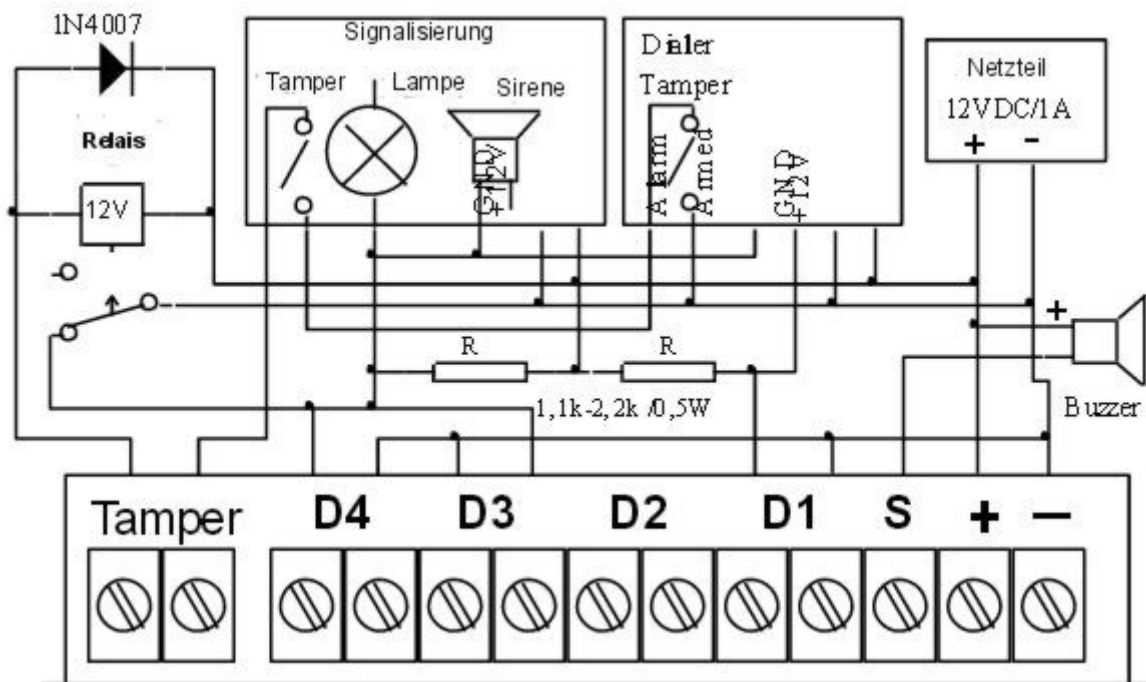 1N4007
Relais
12V
Signalisierung
Tamper
Lampe
Sirene
GND
+12V
Dialer
Tamper
Alarm
Armed
GND
+12V
Netzteil
12VDC/1A
+ -
+
Buzzer
R
R
1,1k-2,2k /0,5W
Tamper D4 D3 D2 D1 S + —